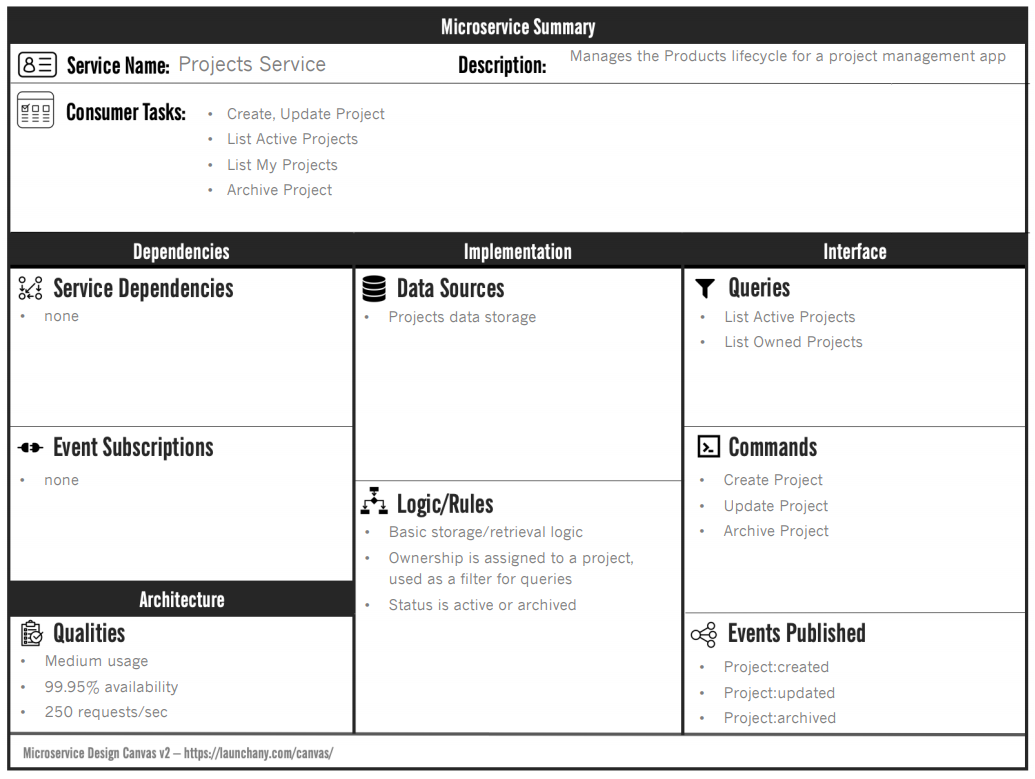 Microservice Summary
Service Name: Projects Service
Description: Manages the Products lifecycle for a project management app
Consumer Tasks:
• Create, Update Project
• List Active Projects
• List My Projects
• Archive Project
Dependencies
Service Dependencies
• none
Event Subscriptions
• none
Architecture
Qualities
• Medium usage
• 99.95% availability
• 250 requests/sec
Implementation
Data Sources
• Projects data storage
Logic/Rules
• Basic storage/retrieval logic
• Ownership is assigned to a project,
used as a filter for queries
• Status is active or archived
Interface
Queries
• List Active Projects
• List Owned Projects
Commands
• Create Project
• Update Project
• Archive Project
Events Published
• Project:created
• Project:updated
• Project:archived
Microservice Design Canvas v2 – https://launchany.com/canvas/